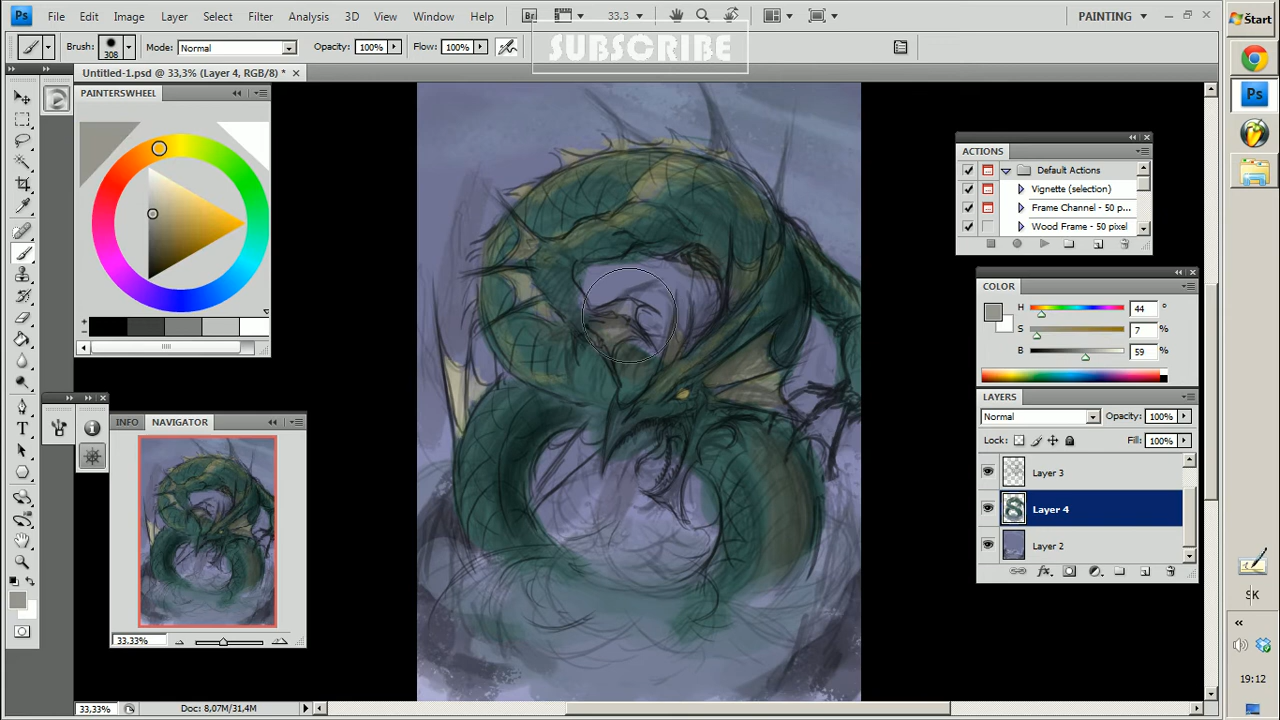 Ps File Edit Image Layer Select Filter Analysis 3D View Window Help Br 33.3 PAINTING Štart
Brush: 308 Mode: Normal Opacity: 100% Flow: 100% SUBSCRIBE
Untitled-1.psd @ 33,3% (Layer 4, RGB/8) * ×
PAINTERSWHEEL
Ps
ACTIONS
Default Actions
Vignette (selection)
Frame Channel - 50 p...
Wood Frame - 50 pixel
COLOR
H 44 °
S 7 %
B 59 %
LAYERS
Normal Opacity: 100%
Lock: Fill: 100%
Layer 3
Layer 4
Layer 2
INFO NAVIGATOR
33.33%
SK
19:12
33,33% Doc: 8,07M/31,4M